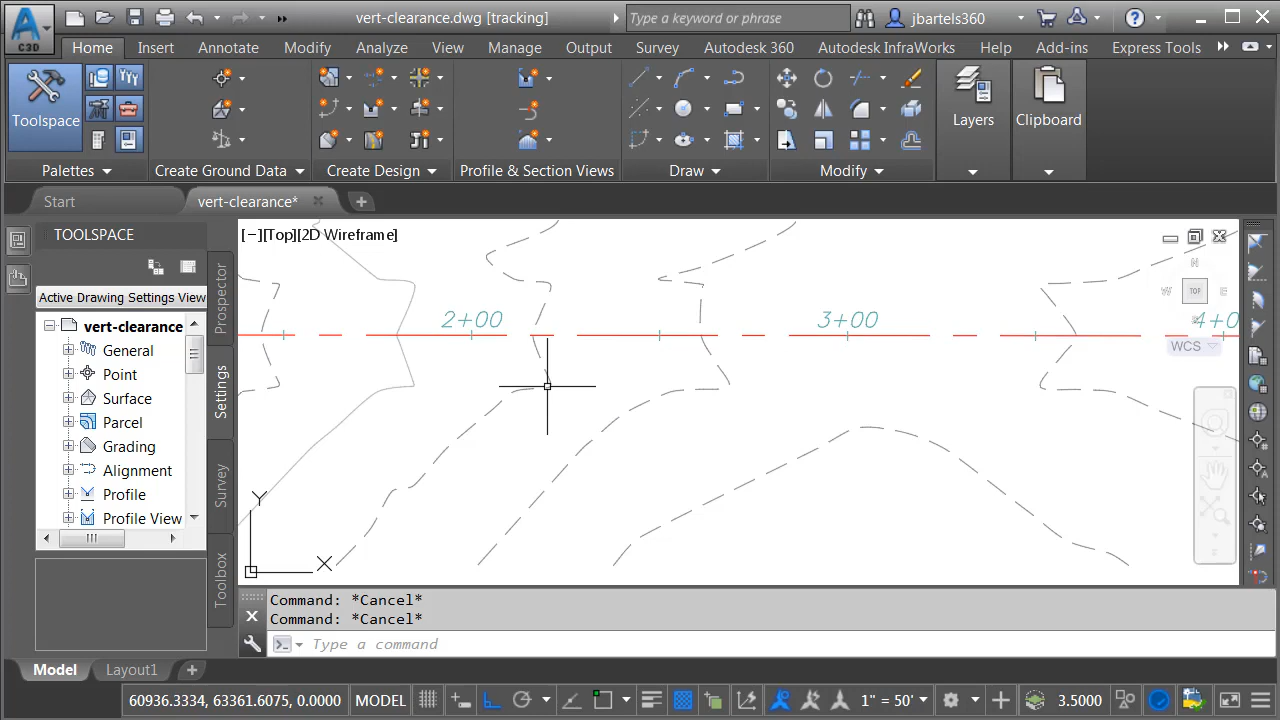 vert-clearance.dwg [tracking]
Type a keyword or phrase
jbartels360
C3D
Home Insert Annotate Modify Analyze View Manage Output Survey Autodesk 360 Autodesk InfraWorks Help Add-ins Express Tools
Toolspace
Layers
Clipboard
Palettes Create Ground Data Create Design Profile & Section Views Draw Modify
Start
vert-clearance*
TOOLSPACE
Active Drawing Settings View
vert-clearance
General
Point
Surface
Parcel
Grading
Alignment
Profile
Profile View
Prospector
Settings
Survey
Toolbox
[−][Top][2D Wireframe]
N
W TOP E
S
WCS
2+00
3+00
4+0
Y
X
Command: *Cancel*
Command: *Cancel*
Type a command
Model Layout1
60936.3334, 63361.6075, 0.0000 MODEL 1" = 50' 3.5000